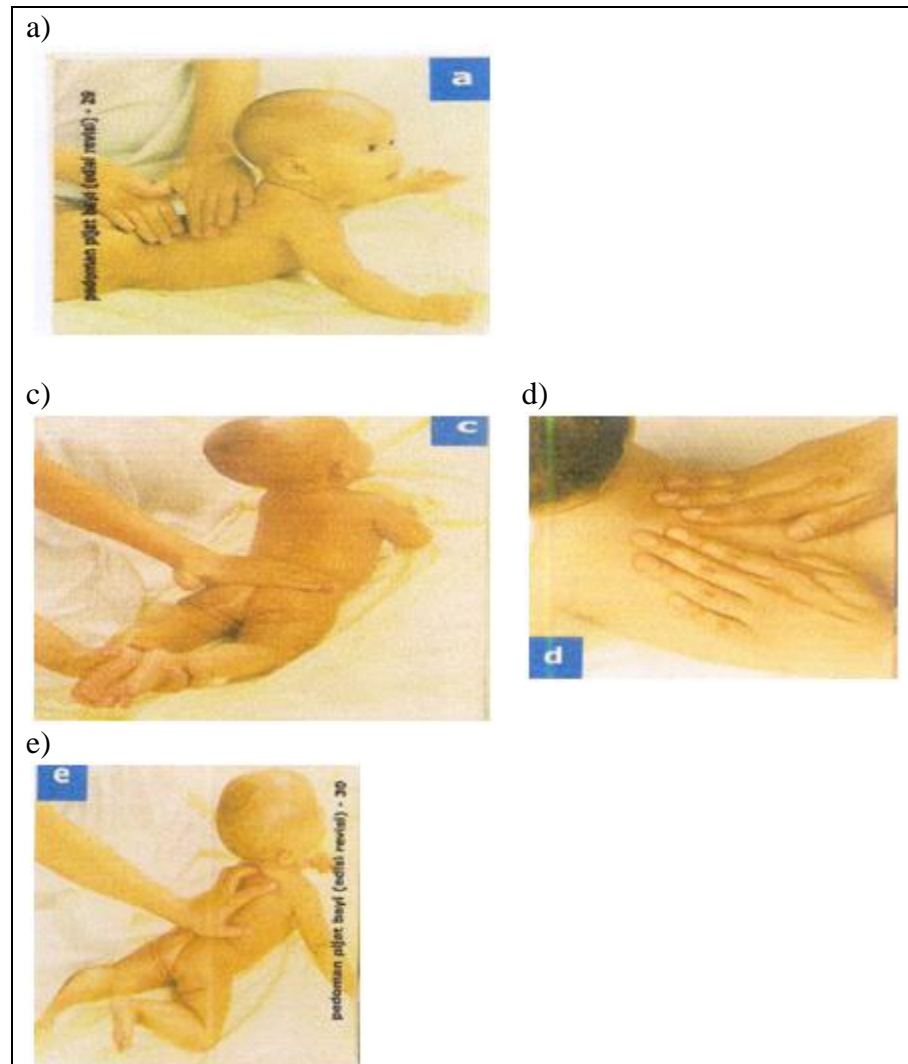 a)
a
pedoman pijat bayi (edisi revisi) - 29
c)
d)
c
d
e)
e
pedoman pijat bayi (edisi revisi) - 30